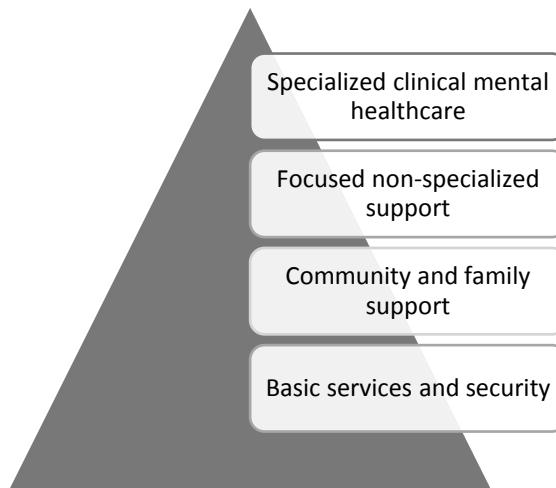 Specialized clinical mental
healthcare
Focused non-specialized
support
Community and family
support
Basic services and security